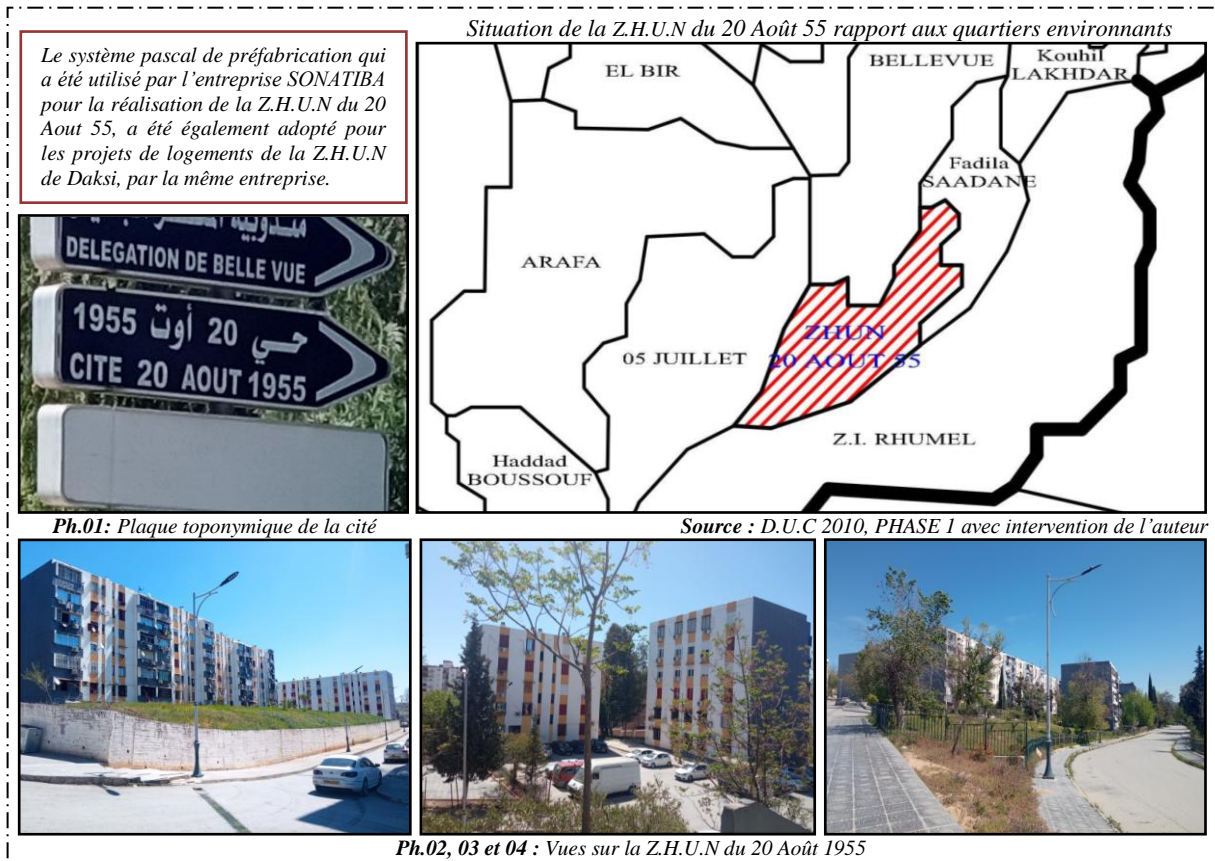 Situation de la Z.H.U.N du 20 Août 55 rapport aux quartiers environnants
Le système pascal de préfabrication qui
a été utilisé par l'entreprise SONATIBA
pour la réalisation de la Z.H.U.N du 20
Aout 55, a été également adopté pour
les projets de logements de la Z.H.U.N
de Daksi, par la même entreprise.
EL BIR
BELLEVUE
Kouhil
LAKHDAR
Fadila
SAADANE
ARAFA
05 JUILLET
ZHUN
20 AOUT 55
Z.I. RHUMEL
Haddad
BOUSSOUF
DELEGATION DE BELLE VUE
حي 20 أوت 1955
CITE 20 AOUT 1955
Ph.01: Plaque toponymique de la cité
Source : D.U.C 2010, PHASE 1 avec intervention de l'auteur
Ph.02, 03 et 04 : Vues sur la Z.H.U.N du 20 Août 1955